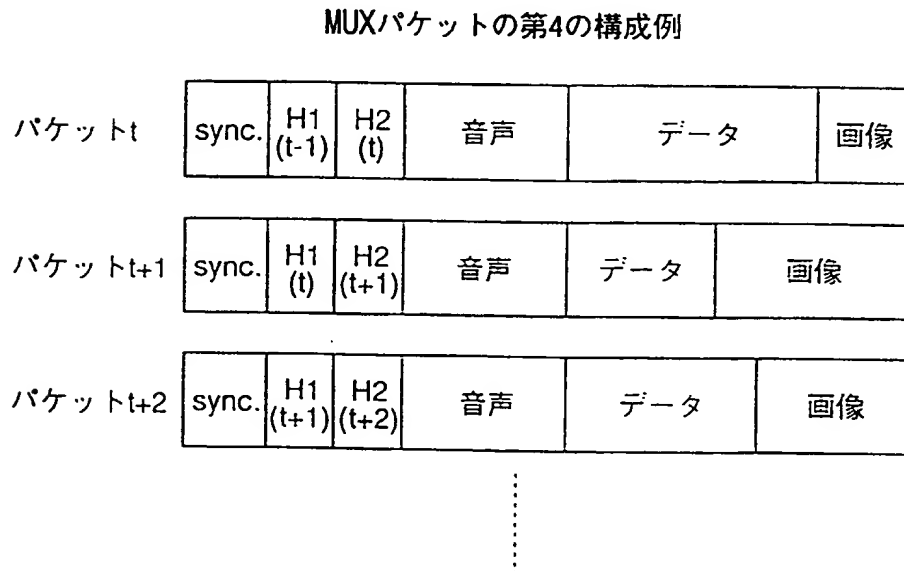 MUXパケットの第4の構成例
パケットt sync. H1 (t-1) H2 (t) 音声 データ 画像
パケットt+1 sync. H1 (t) H2 (t+1) 音声 データ 画像
パケットt+2 sync. H1 (t+1) H2 (t+2) 音声 データ 画像